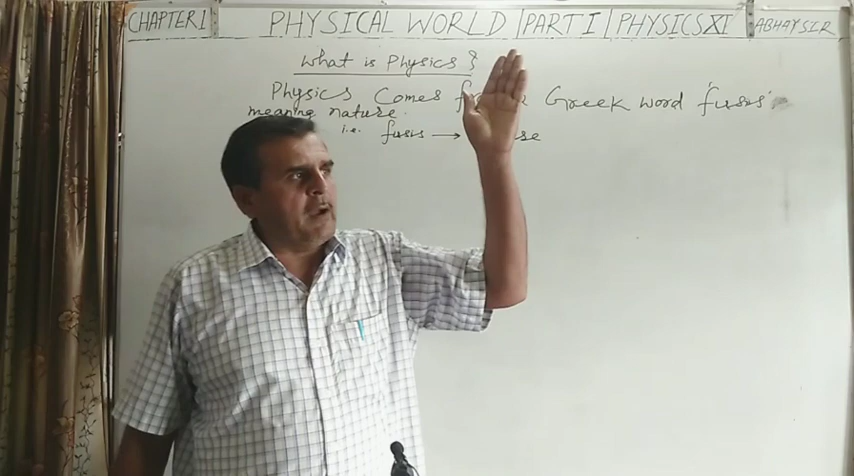 CHAPTER 1 PHYSICAL WORLD | PART I | PHYSICS XI ABHAY SIR
What is Physics }
Physics Comes Greek word 'fusis'
meaning nature.
i.e. fusis →